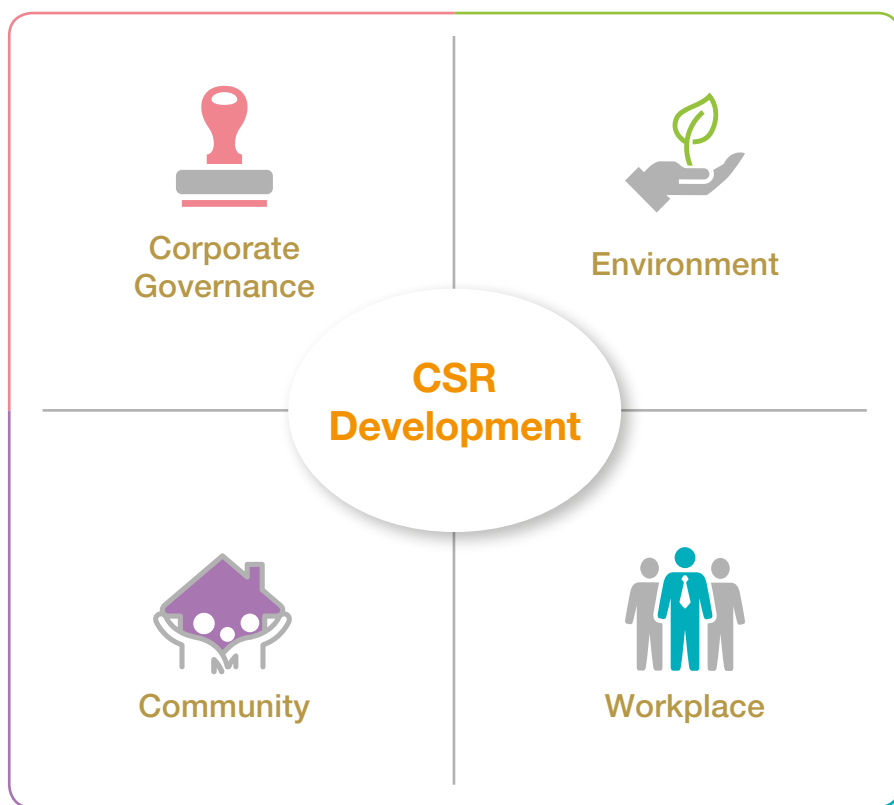 Corporate
Governance
Environment
CSR
Development
Community
Workplace